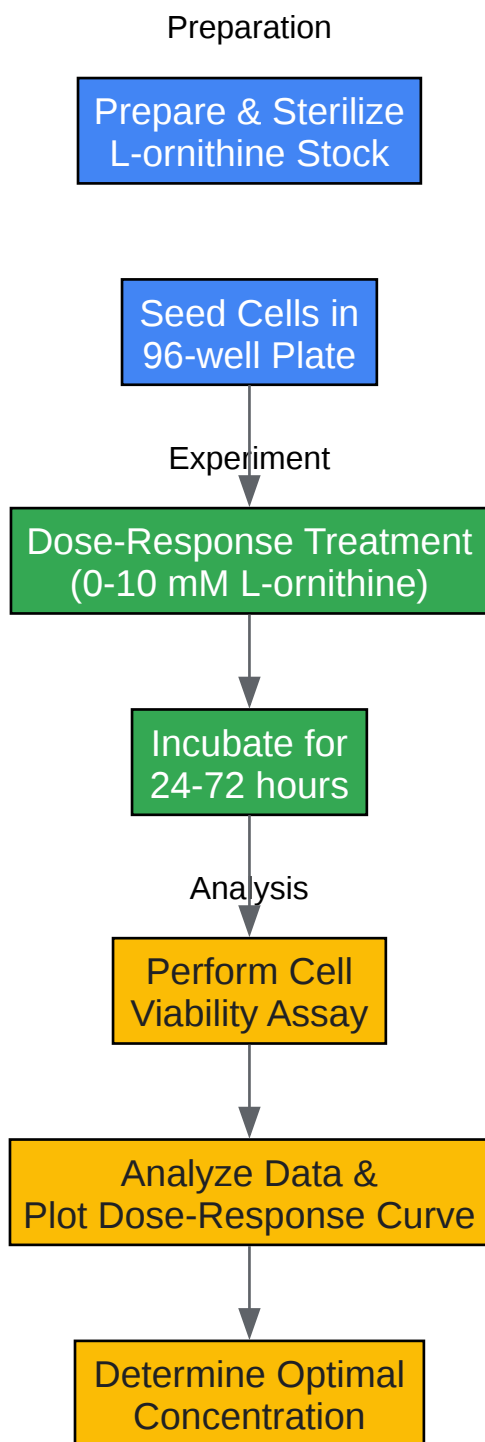 Preparation
Prepare & Sterilize
L-ornithine Stock
Seed Cells in
96-well Plate
Experiment
Dose-Response Treatment
(0-10 mM L-ornithine)
Incubate for
24-72 hours
Analysis
Perform Cell
Viability Assay
Analyze Data &
Plot Dose-Response Curve
Determine Optimal
Concentration